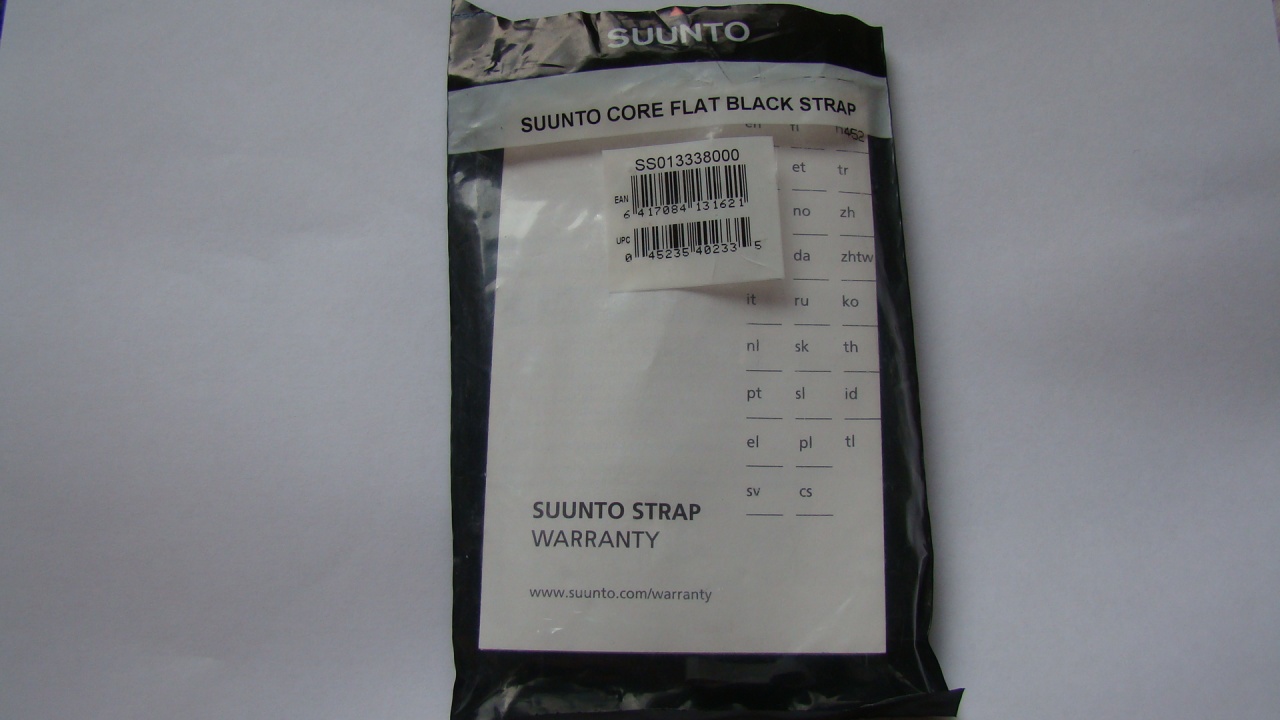 SUUNTO
SUUNTO CORE FLAT BLACK STRAP
SS013338000
EAN
6 417084 131621
UPC
0 45235 40233 5
en fi
et tr
no zh
da zhtw
it ru ko
nl sk th
pt sl id
el pl tl
sv cs
SUUNTO STRAP
WARRANTY
www.suunto.com/warranty